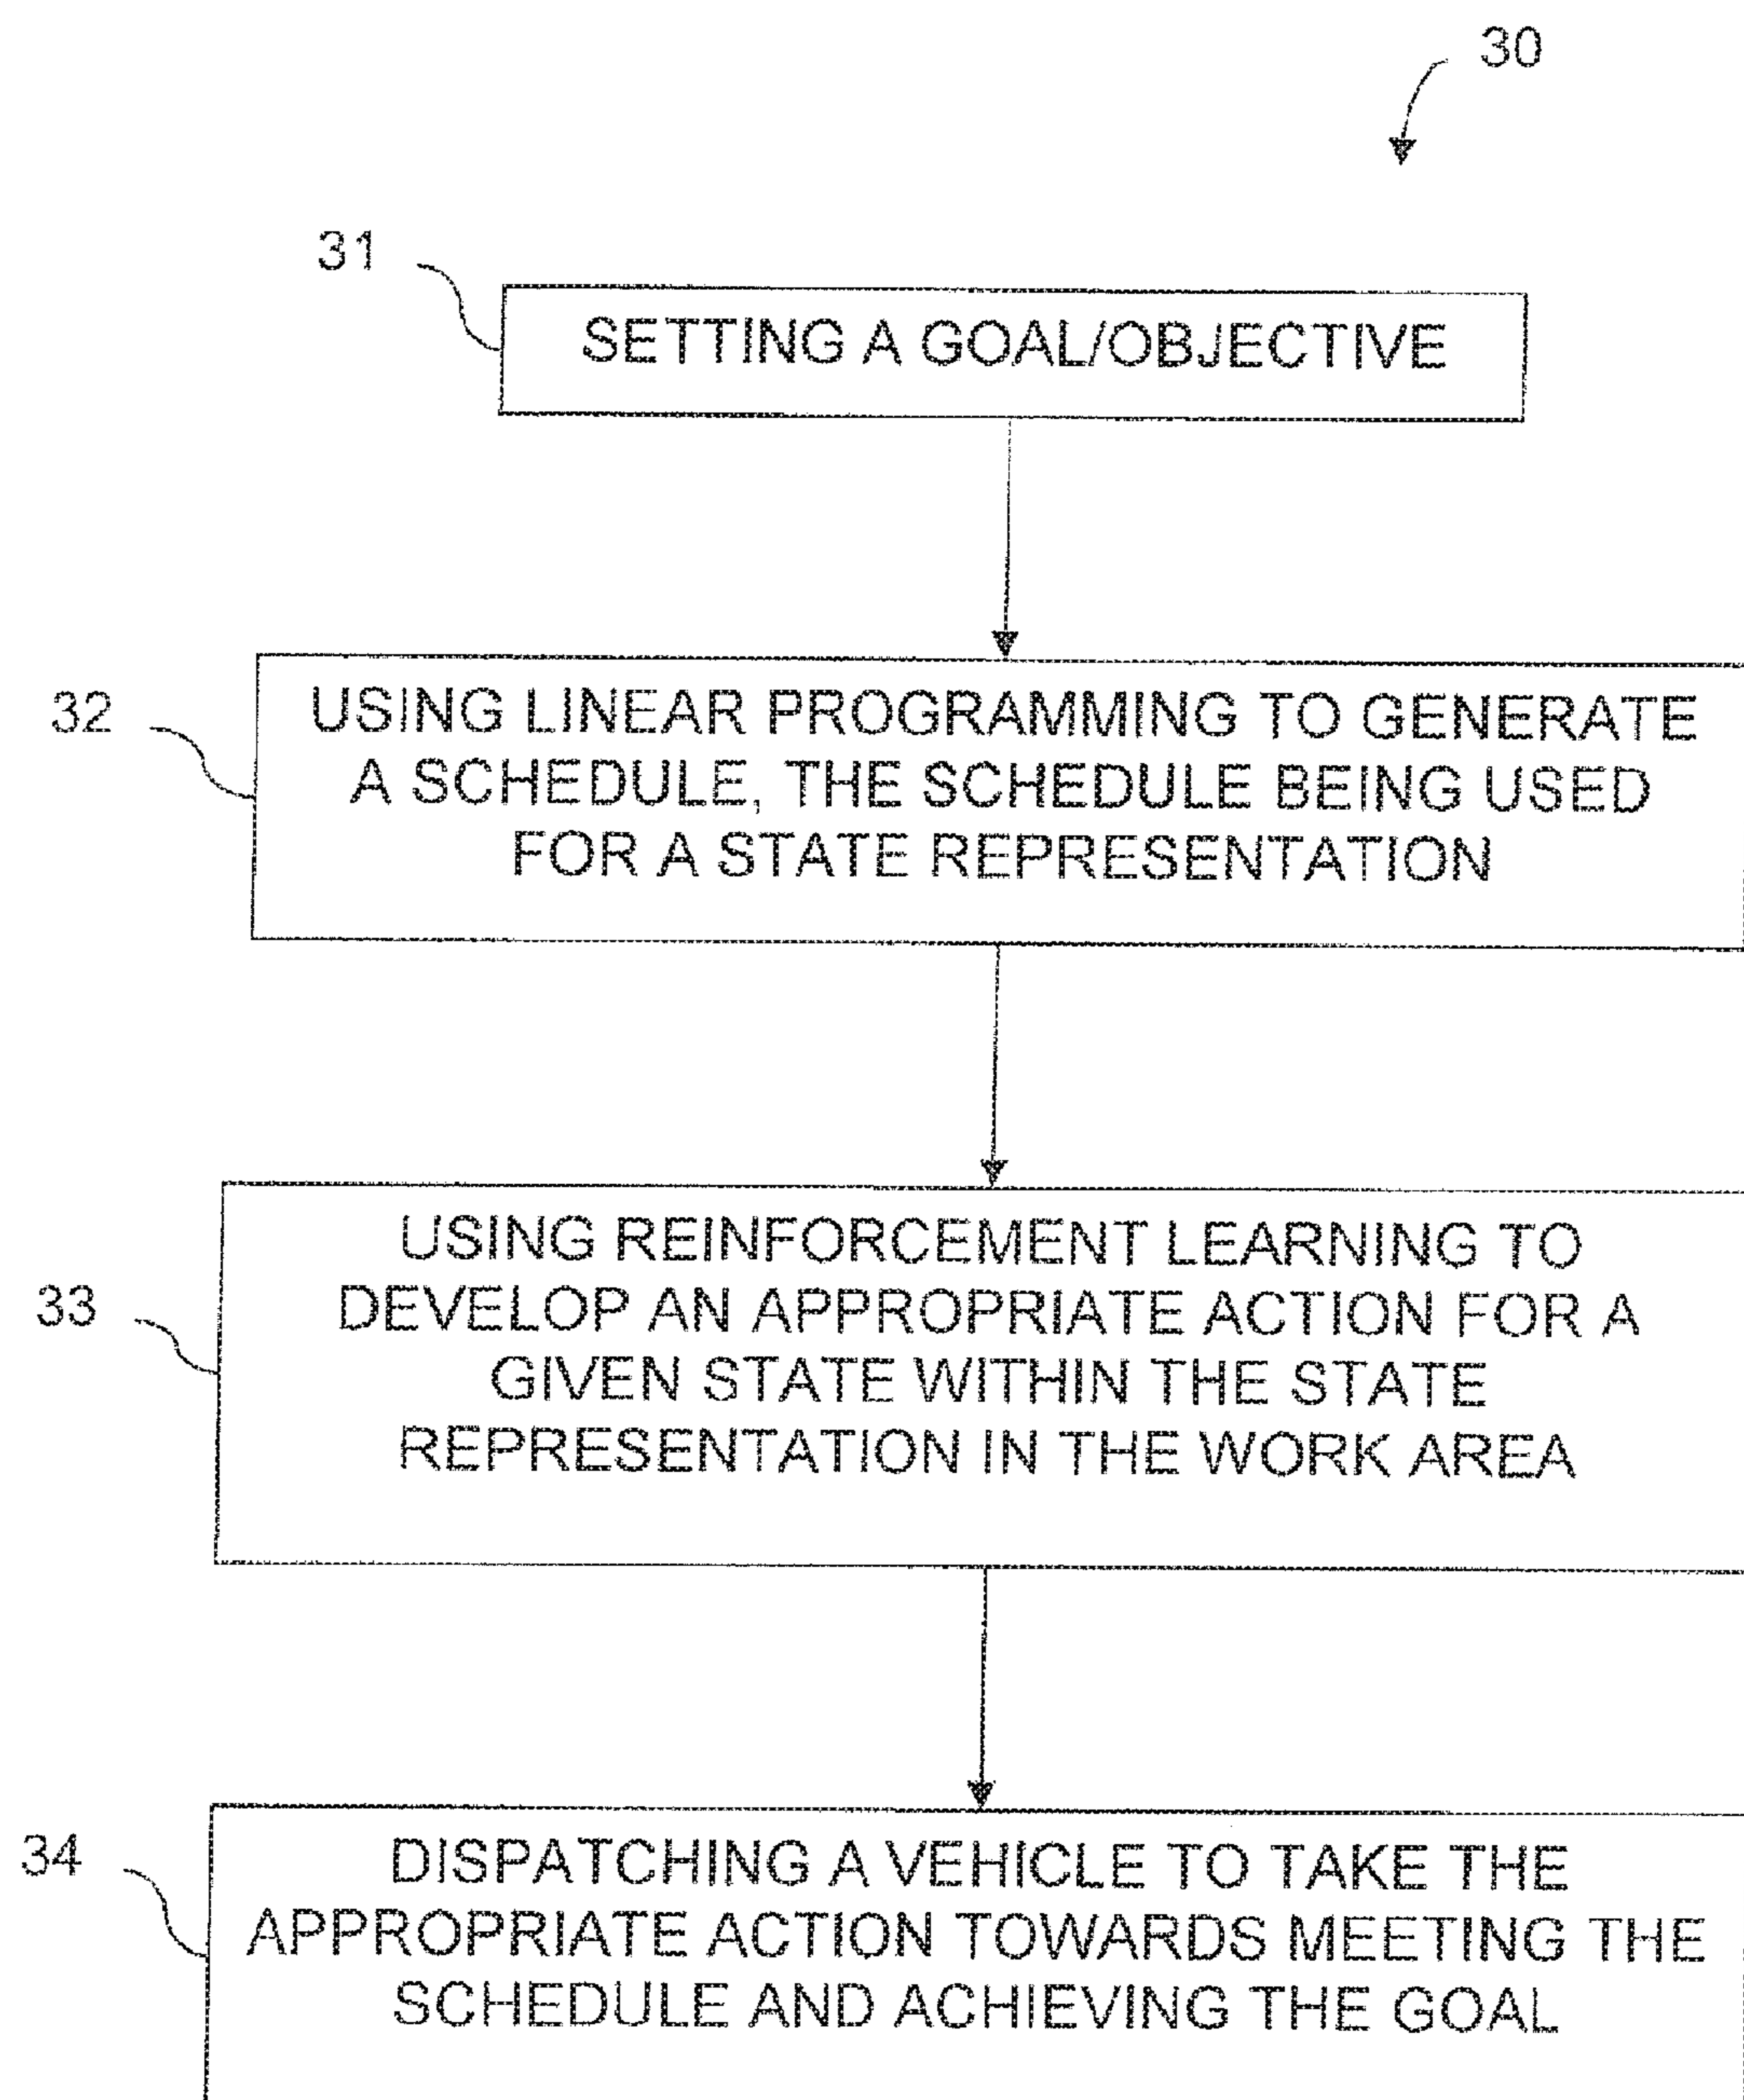 30
31
SETTING A GOAL/OBJECTIVE
32
USING LINEAR PROGRAMMING TO GENERATE
A SCHEDULE, THE SCHEDULE BEING USED
FOR A STATE REPRESENTATION
33
USING REINFORCEMENT LEARNING TO
DEVELOP AN APPROPRIATE ACTION FOR A
GIVEN STATE WITHIN THE STATE
REPRESENTATION IN THE WORK AREA
34
DISPATCHING A VEHICLE TO TAKE THE
APPROPRIATE ACTION TOWARDS MEETING THE
SCHEDULE AND ACHIEVING THE GOAL